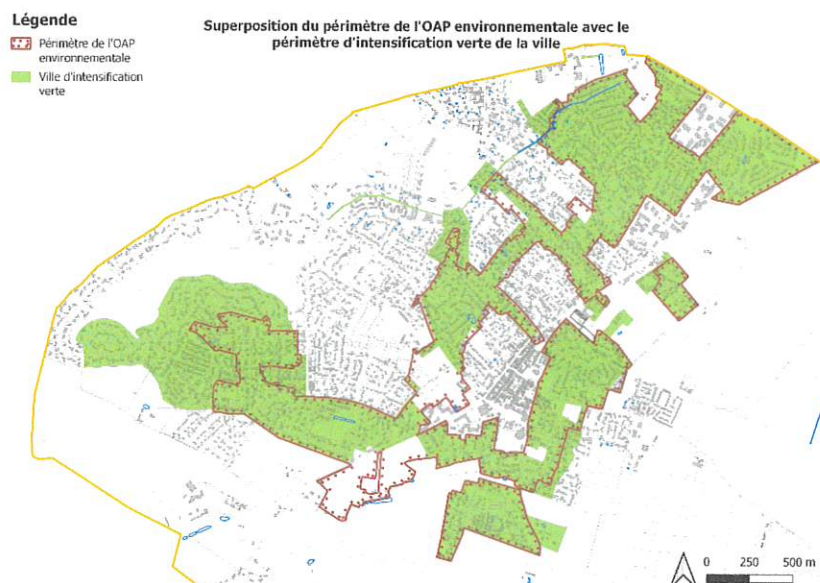 Légende
Superposition du périmètre de l'OAP environnementale avec le
périmètre d'intensification verte de la ville
Périmètre de l'OAP
environnementale
Ville d'intensification
verte
0 250 500 m